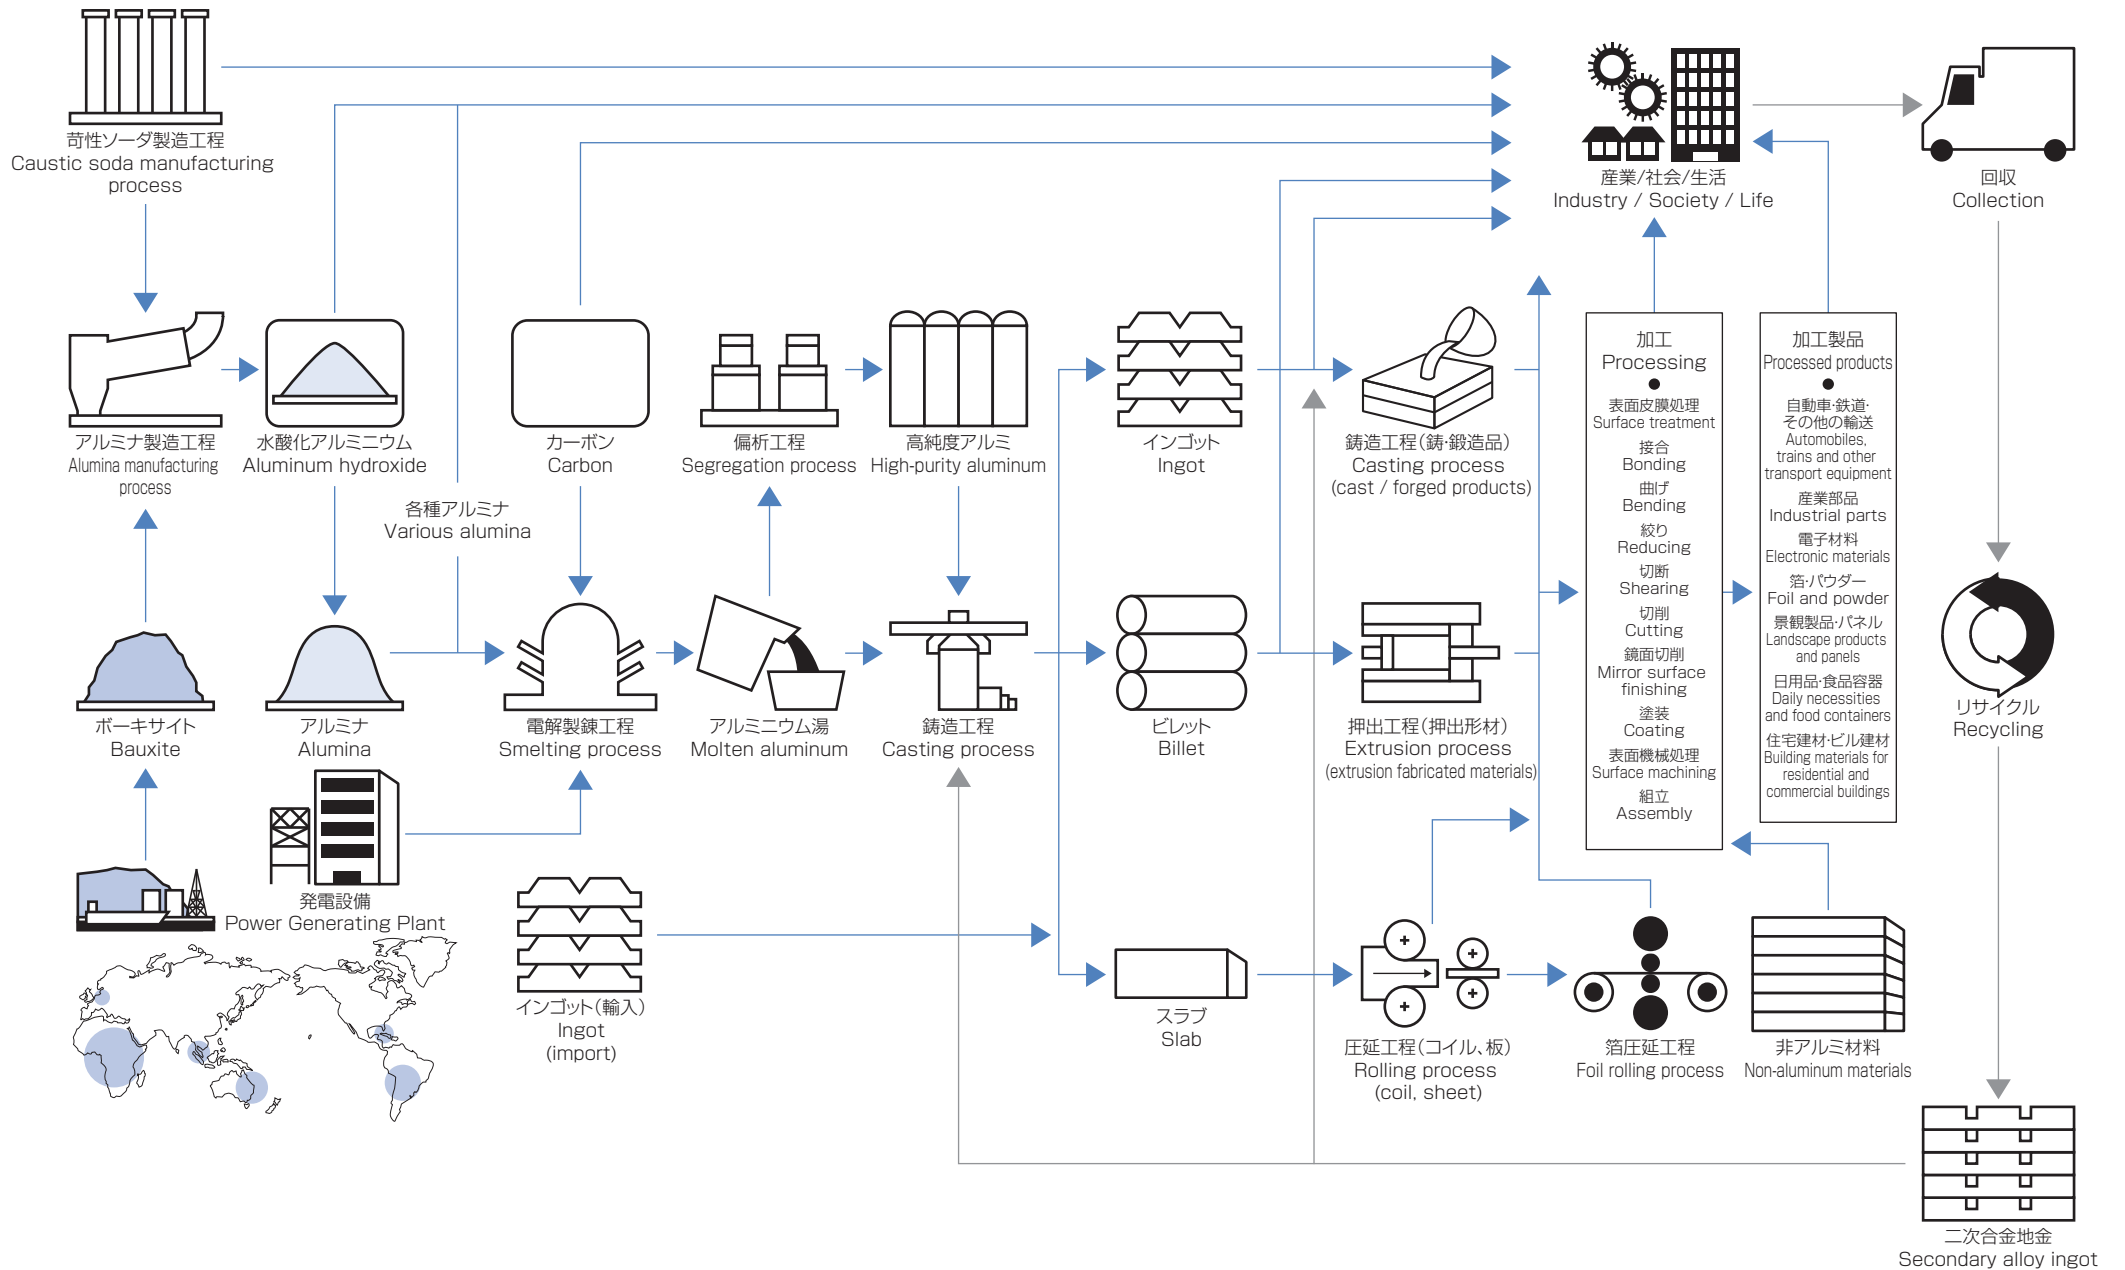 苛性ソーダ製造工程
Caustic soda manufacturing
process
産業/社会/生活
Industry / Society / Life
回収
Collection
アルミナ製造工程
Alumina manufacturing
process
水酸化アルミニウム
Aluminum hydroxide
各種アルミナ
Various alumina
カーボン
Carbon
偏析工程
Segregation process
高純度アルミ
High-purity aluminum
インゴット
Ingot
鋳造工程(鋳・鍛造品)
Casting process
(cast / forged products)
加工
Processing
●
表面皮膜処理
Surface treatment
接合
Bonding
曲げ
Bending
絞り
Reducing
切断
Shearing
切削
Cutting
鏡面切削
Mirror surface
finishing
塗装
Coating
表面機械処理
Surface machining
組立
Assembly
加工製品
Processed products
●
自動車・鉄道・
その他の輸送
Automobiles,
trains and other
transport equipment
産業部品
Industrial parts
電子材料
Electronic materials
箔・パウダー
Foil and powder
景観製品・パネル
Landscape products
and panels
日用品・食品容器
Daily necessities
and food containers
住宅建材・ビル建材
Building materials for
residential and
commercial buildings
ボーキサイト
Bauxite
アルミナ
Alumina
電解製錬工程
Smelting process
アルミニウム湯
Molten aluminum
鋳造工程
Casting process
ビレット
Billet
押出工程(押出形材)
Extrusion process
(extrusion fabricated materials)
リサイクル
Recycling
発電設備
Power Generating Plant
インゴット(輸入)
Ingot
(import)
スラブ
Slab
圧延工程(コイル、板)
Rolling process
(coil, sheet)
箔圧延工程
Foil rolling process
非アルミ材料
Non-aluminum materials
二次合金地金
Secondary alloy ingot